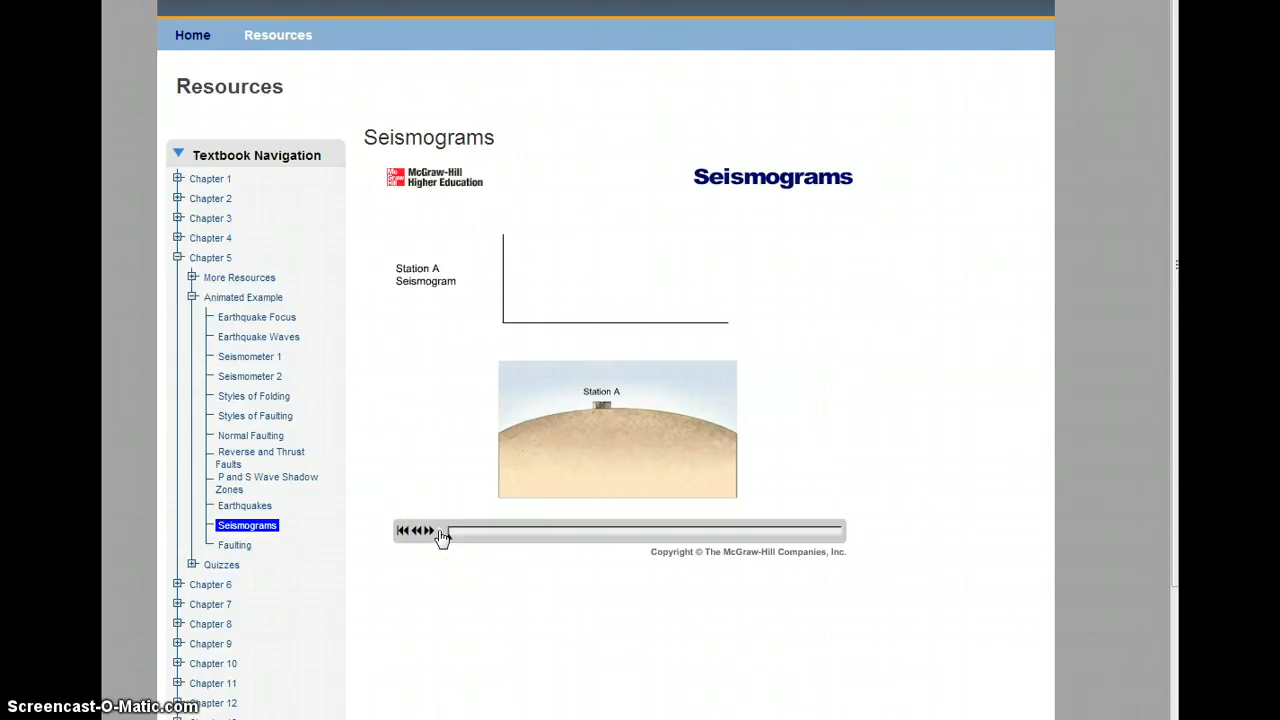 Home
Resources
Resources
Textbook Navigation
Chapter 1
Chapter 2
Chapter 3
Chapter 4
Chapter 5
More Resources
Animated Example
Earthquake Focus
Earthquake Waves
Seismometer 1
Seismometer 2
Styles of Folding
Styles of Faulting
Normal Faulting
Reverse and Thrust
Faults
P and S Wave Shadow
Zones
Earthquakes
Seismograms
Faulting
Quizzes
Chapter 6
Chapter 7
Chapter 8
Chapter 9
Chapter 10
Chapter 11
Chapter 12
Seismograms
Mc
Graw
Hill
McGraw-Hill
Higher Education
Seismograms
Station A
Seismogram
Station A
Copyright © The McGraw-Hill Companies, Inc.
Screencast-O-Matic.com